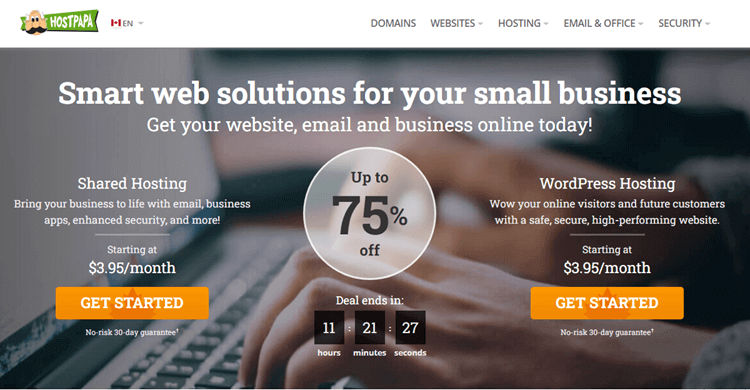 HOSTPAPA
EN
DOMAINS
WEBSITES
HOSTING
EMAIL & OFFICE
SECURITY
Smart web solutions for your small business
Get your website, email and business online today!
Shared Hosting
Bring your business to life with email, business
apps, enhanced security, and more!
Starting at
$3.95/month
GET STARTED
No-risk 30-day guarantee†
Up to
75%
off
Deal ends in:
11 : 21 : 27
hours minutes seconds
WordPress Hosting
Wow your online visitors and future customers
with a safe, secure, high-performing website.
Starting at
$3.95/month
GET STARTED
No-risk 30-day guarantee†